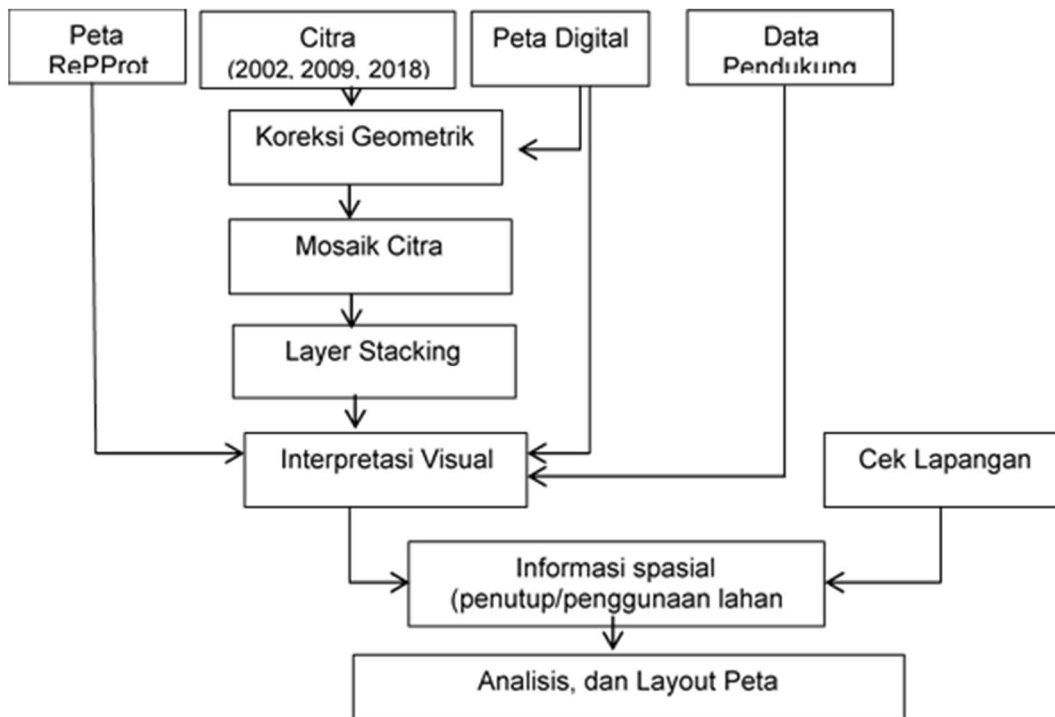 Peta
RePProt
Citra
(2002, 2009, 2018)
Peta Digital
Data
Pendukung
Koreksi Geometrik
Mosaik Citra
Layer Stacking
Interpretasi Visual
Cek Lapangan
Informasi spasial
(penutup/penggunaan lahan
Analisis, dan Layout Peta